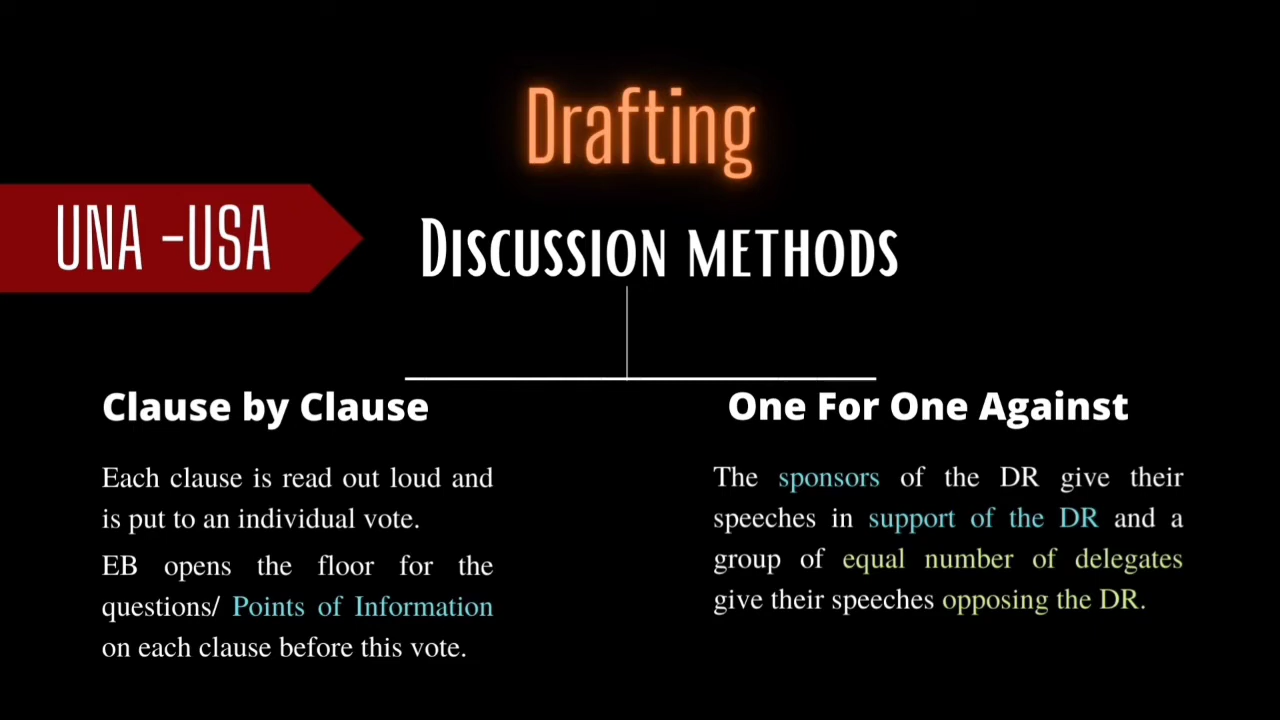 Drafting
UNA -USA
DISCUSSION METHODS
Clause by Clause
Each clause is read out loud and
is put to an individual vote.
EB opens the floor for the
questions/ Points of Information
on each clause before this vote.
One For One Against
The sponsors of the DR give their
speeches in support of the DR and a
group of equal number of delegates
give their speeches opposing the DR.